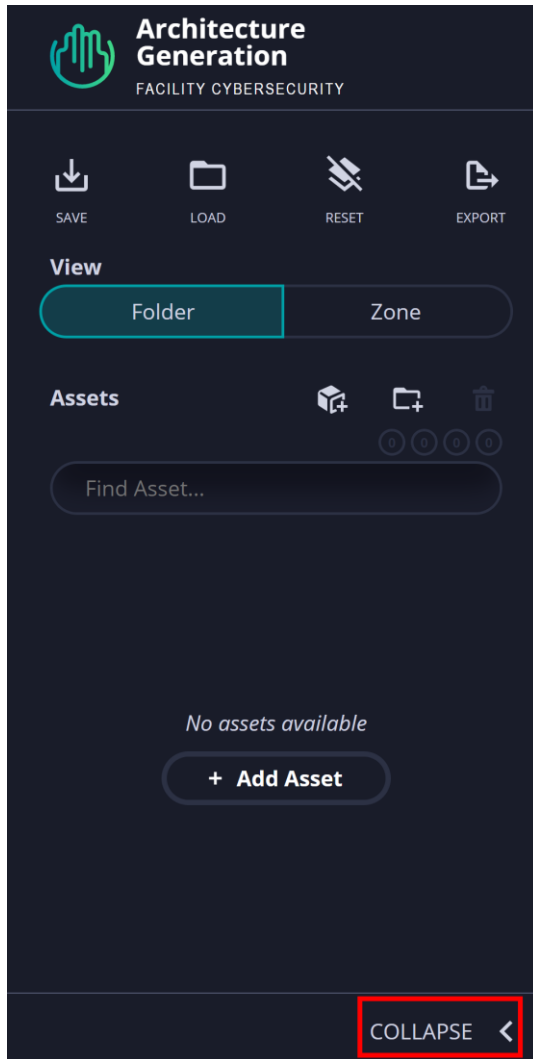 Architecture
Generation
FACILITY CYBERSECURITY
SAVE LOAD RESET EXPORT
View
Folder Zone
Assets
0 0 0 0
Find Asset...
No assets available
+ Add Asset
COLLAPSE <